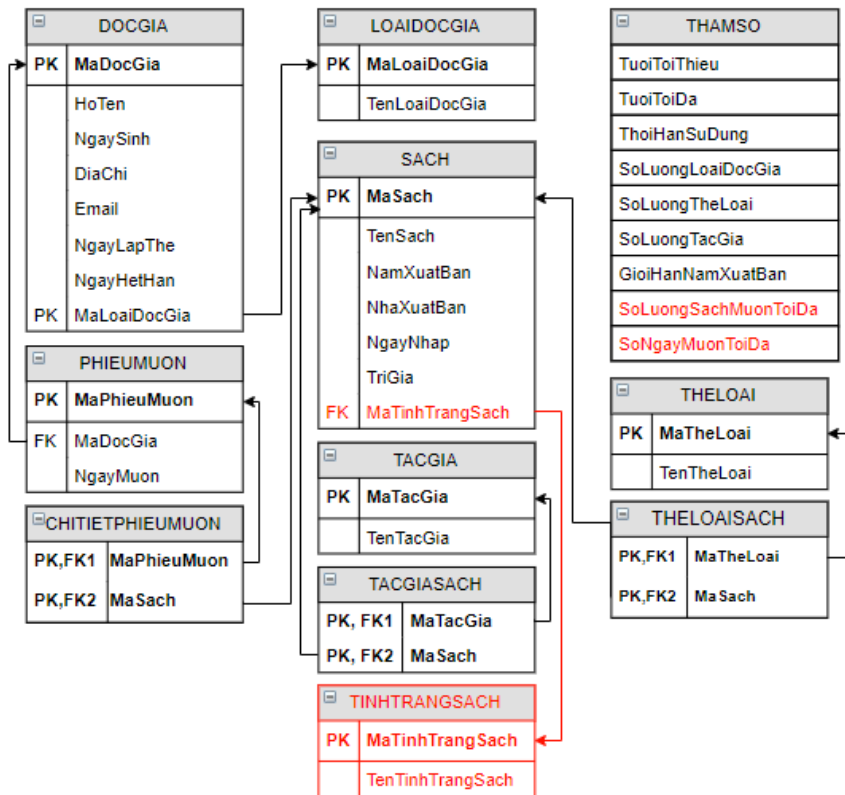 DOCGIA
PK MaDocGia
HoTen
NgaySinh
DiaChi
Email
NgayLapThe
NgayHetHan
PK MaLoaiDocGia
PHIEUMUON
PK MaPhieuMuon
FK MaDocGia
NgayMuon
CHITIETPHIEUMUON
PK,FK1 MaPhieuMuon
PK,FK2 MaSach
LOAIDOCGIA
PK MaLoaiDocGia
TenLoaiDocGia
SACH
PK MaSach
TenSach
NamXuatBan
NhaXuatBan
NgayNhap
TriGia
FK MaTinhTrangSach
TACGIA
PK MaTacGia
TenTacGia
TACGIASACH
PK, FK1 MaTacGia
PK, FK2 MaSach
TINHTRANGSACH
PK MaTinhTrangSach
TenTinhTrangSach
THAMSO
TuoiToiThieu
TuoiToiDa
ThoiHanSuDung
SoLuongLoaiDocGia
SoLuongTheLoai
SoLuongTacGia
GioiHanNamXuatBan
SoLuongSachMuonToiDa
SoNgayMuonToiDa
THELOAI
PK MaTheLoai
TenTheLoai
THELOAISACH
PK,FK1 MaTheLoai
PK,FK2 MaSach